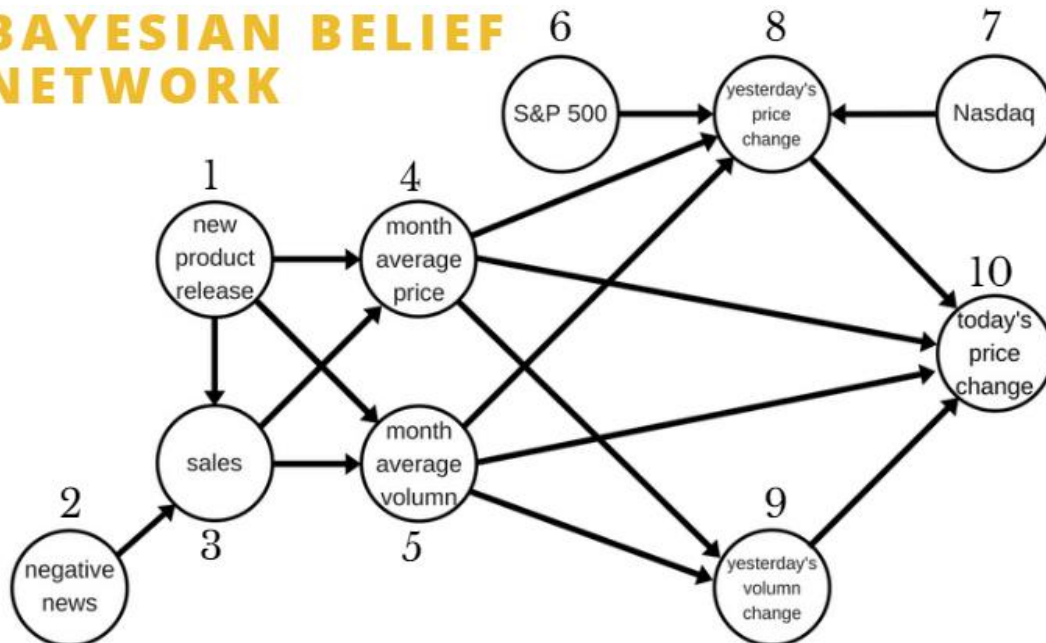 BAYESIAN BELIEF
NETWORK
6
S&P 500
8
yesterday's
price
change
7
Nasdaq
1
new
product
release
4
month
average
price
10
today's
price
change
sales
3
month
average
volumn
5
2
negative
news
9
yesterday's
volumn
change